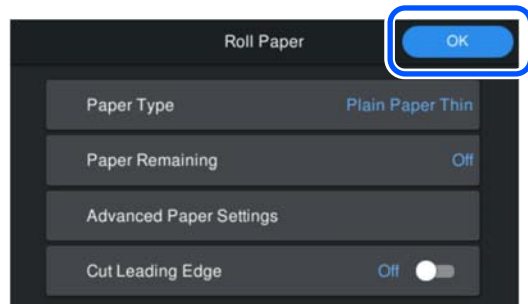 Roll Paper OK
Paper Type Plain Paper Thin
Paper Remaining Off
Advanced Paper Settings
Cut Leading Edge Off